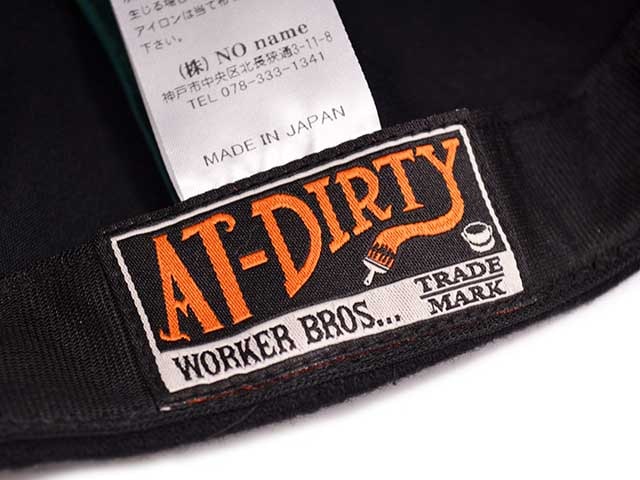 生じる場
アイロンは当て布
下さい。
(株) NO name
神戸市中央区北長狭通3-11-8
TEL 078-333-1341
MADE IN JAPAN
AT-DIRTY
WORKER BROS...
TRADE
MARK